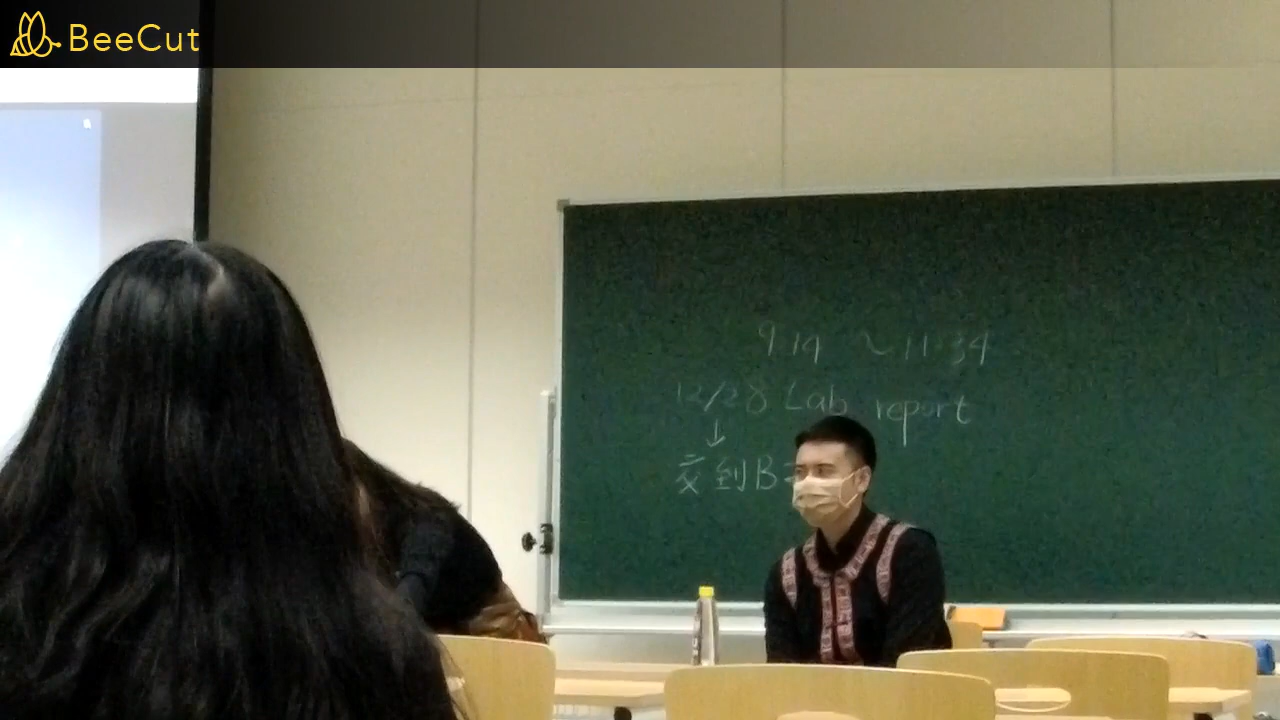 BeeCut
9:19 ~ 11:34
12/28 Lab report
↓
交到B